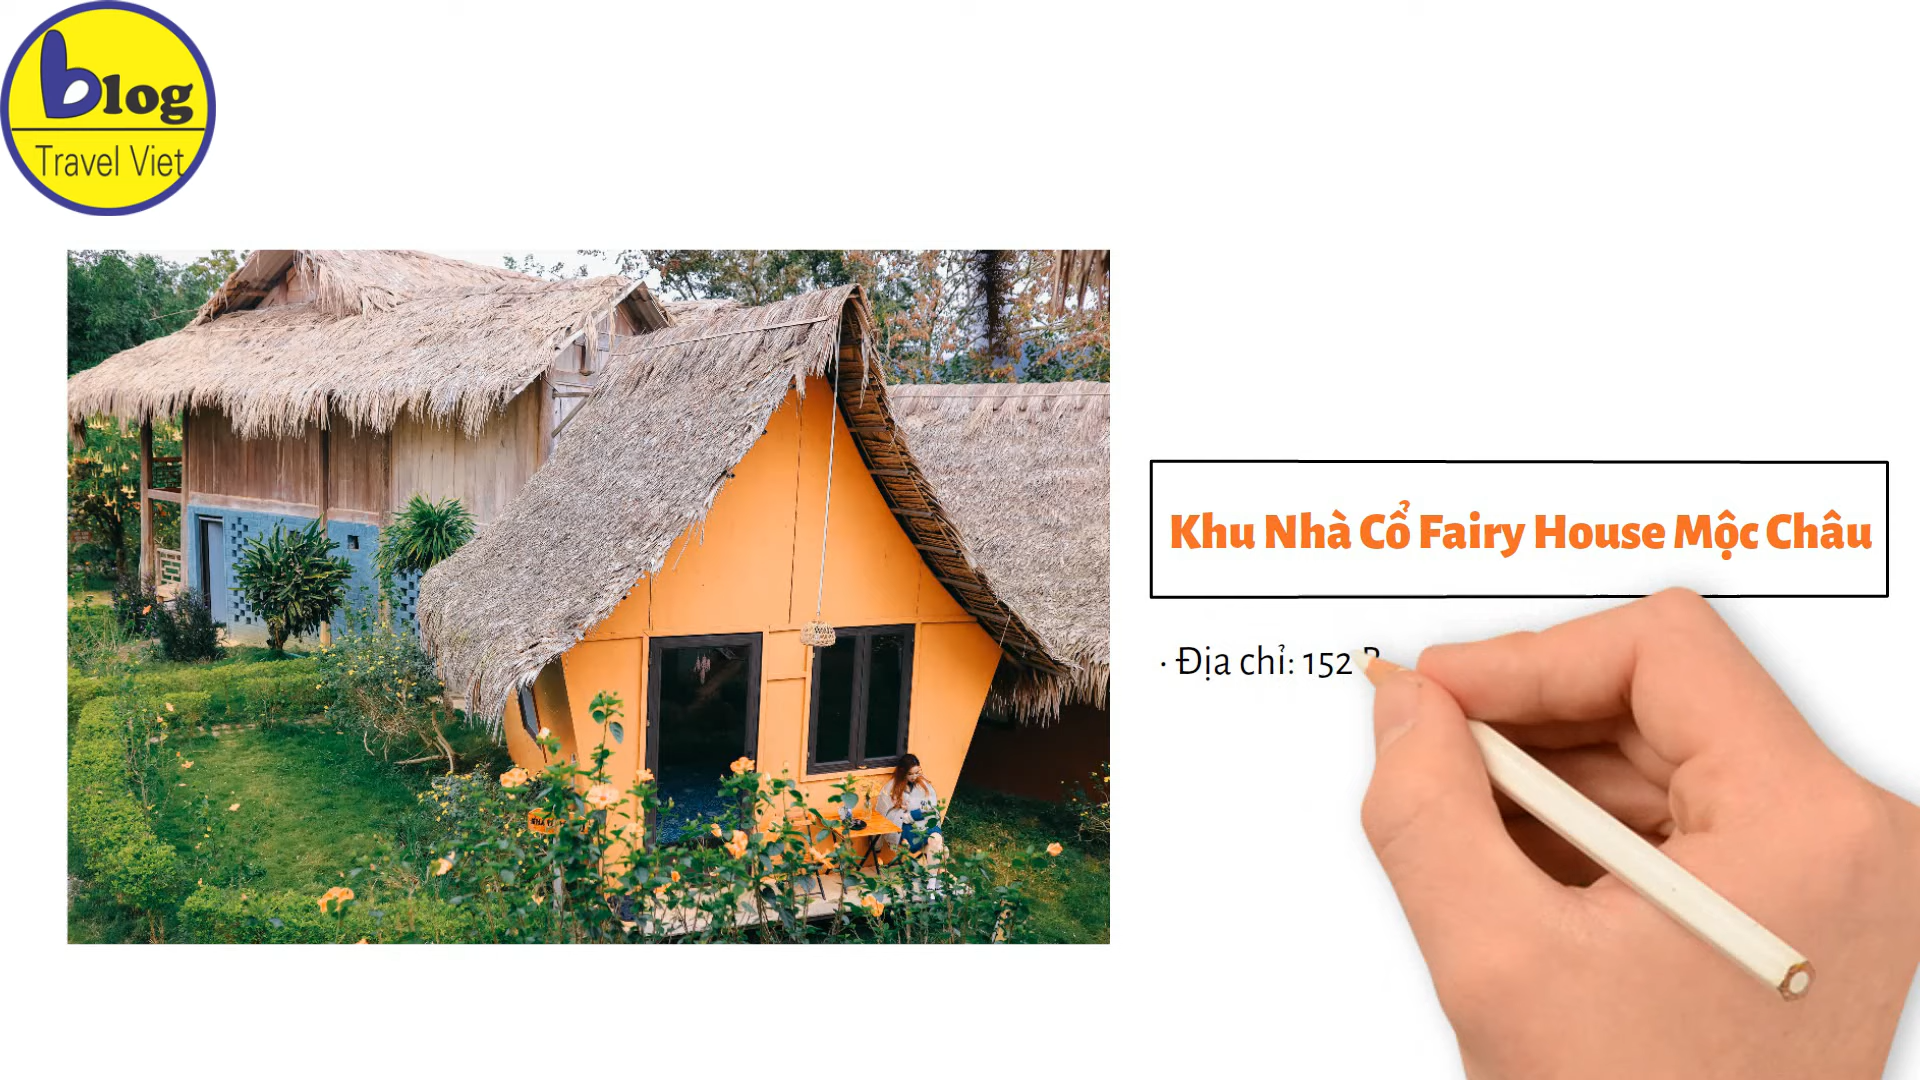 blog
Travel Viet
Khu Nhà Cổ Fairy House Mộc Châu
· Địa chỉ: 152